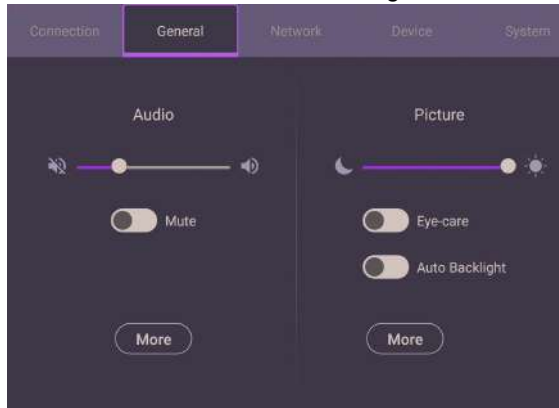 Connection General Network Device System
Audio Picture
Mute Eye-care
Auto Backlight
More More